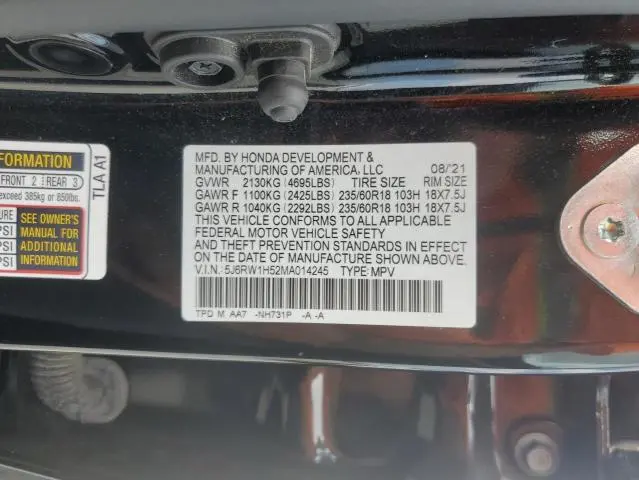 FORMATION
FRONT 2 REAR 3
exceed 385kg or 850lbs.
TLA A1
URE
PSI
PSI
PSI
SEE OWNER'S
MANUAL FOR
ADDITIONAL
INFORMATION
MFD. BY HONDA DEVELOPMENT &
MANUFACTURING OF AMERICA, LLC 08/'21
GVWR 2130KG (4695LBS) TIRE SIZE RIM SIZE
GAWR F 1100KG (2425LBS) 235/60R18 103H 18X7.5J
GAWR R 1040KG (2292LBS) 235/60R18 103H 18X7.5J
THIS VEHICLE CONFORMS TO ALL APPLICABLE
FEDERAL MOTOR VEHICLE SAFETY
AND THEFT PREVENTION STANDARDS IN EFFECT
ON THE DATE OF MANUFACTURE SHOWN ABOVE.
V.I.N.: 5J6RW1H52MA014245 TYPE: MPV
TPD M AA7 -NH731P -A -A